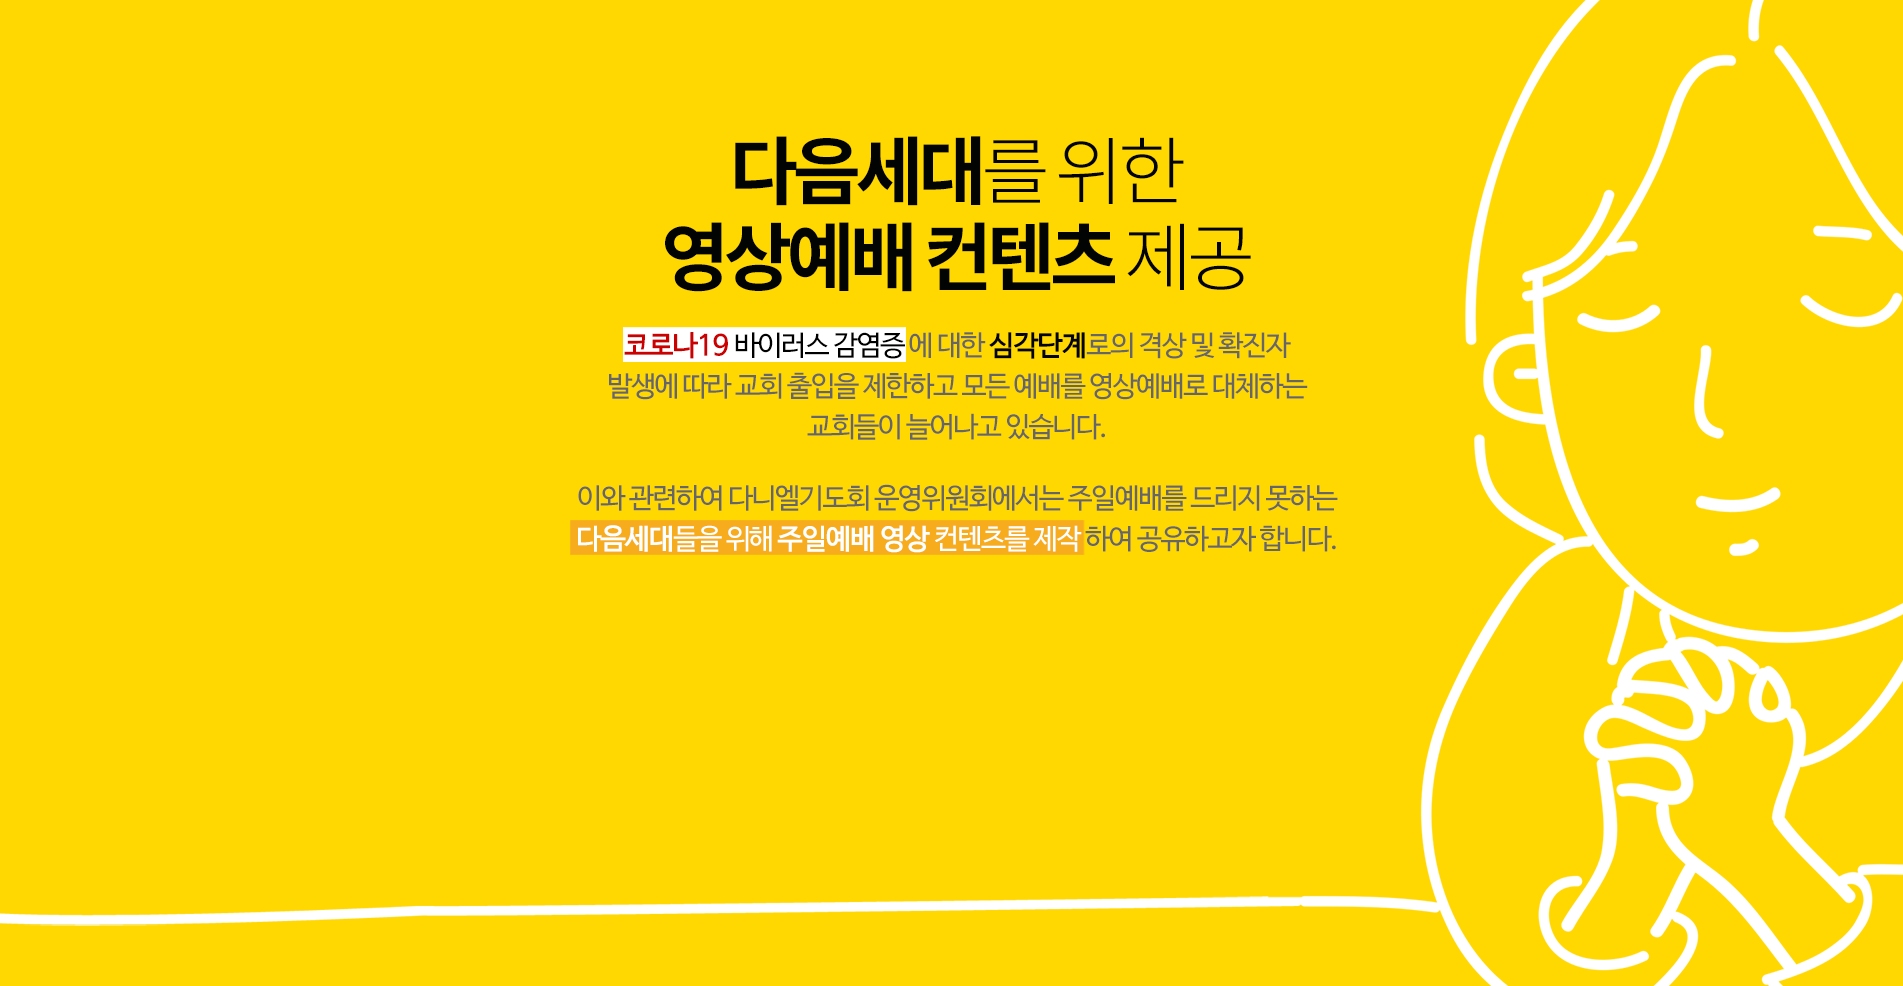 다음세대를 위한
영상예배 컨텐츠 제공
코로나19 바이러스 감염증에 대한 심각단계로의 격상 및 확진자
발생에 따라 교회 출입을 제한하고 모든 예배를 영상예배로 대체하는
교회들이 늘어나고 있습니다.
이와 관련하여 다니엘기도회 운영위원회에서는 주일예배를 드리지 못하는
다음세대들을 위해 주일예배 영상 컨텐츠를 제작하여 공유하고자 합니다.